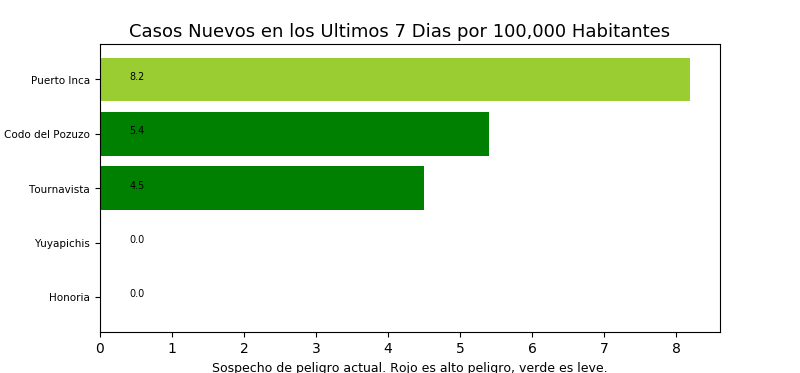 Casos Nuevos en los Ultimos 7 Dias por 100,000 Habitantes
Puerto Inca 8.2
Codo del Pozuzo 5.4
Tournavista 4.5
Yuyapichis 0.0
Honoria 0.0
0 1 2 3 4 5 6 7 8
Sospecho de peligro actual. Rojo es alto peligro, verde es leve.